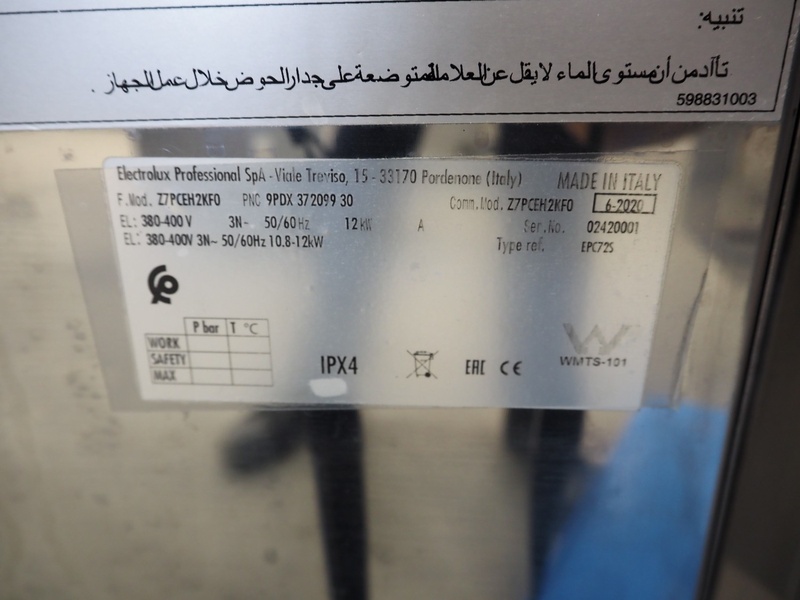 تنبيه:
تأكد من أن مستوى الماء لا يقل عن العلامة المتوضعة على جدار الحوض خلال عمل الجهاز.
598831003
Electrolux Professional SpA - Viale Treviso, 15 - 33170 Pordenone (Italy) MADE IN ITALY
F.Mod. Z7PCEH2KF0 PNC 9PDX 372099 30 Comm.Mod. Z7PCEH2KF0 6-2020
EL: 380-400 V 3N~ 50/60 Hz 12 kW A Ser.No. 02420001
EL: 380-400V 3N~ 50/60Hz 10.8-12kW Type ref. EPC72S
P bar T °C
WORK
SAFETY
MAX
IPX4 EAC CE WMTS-101